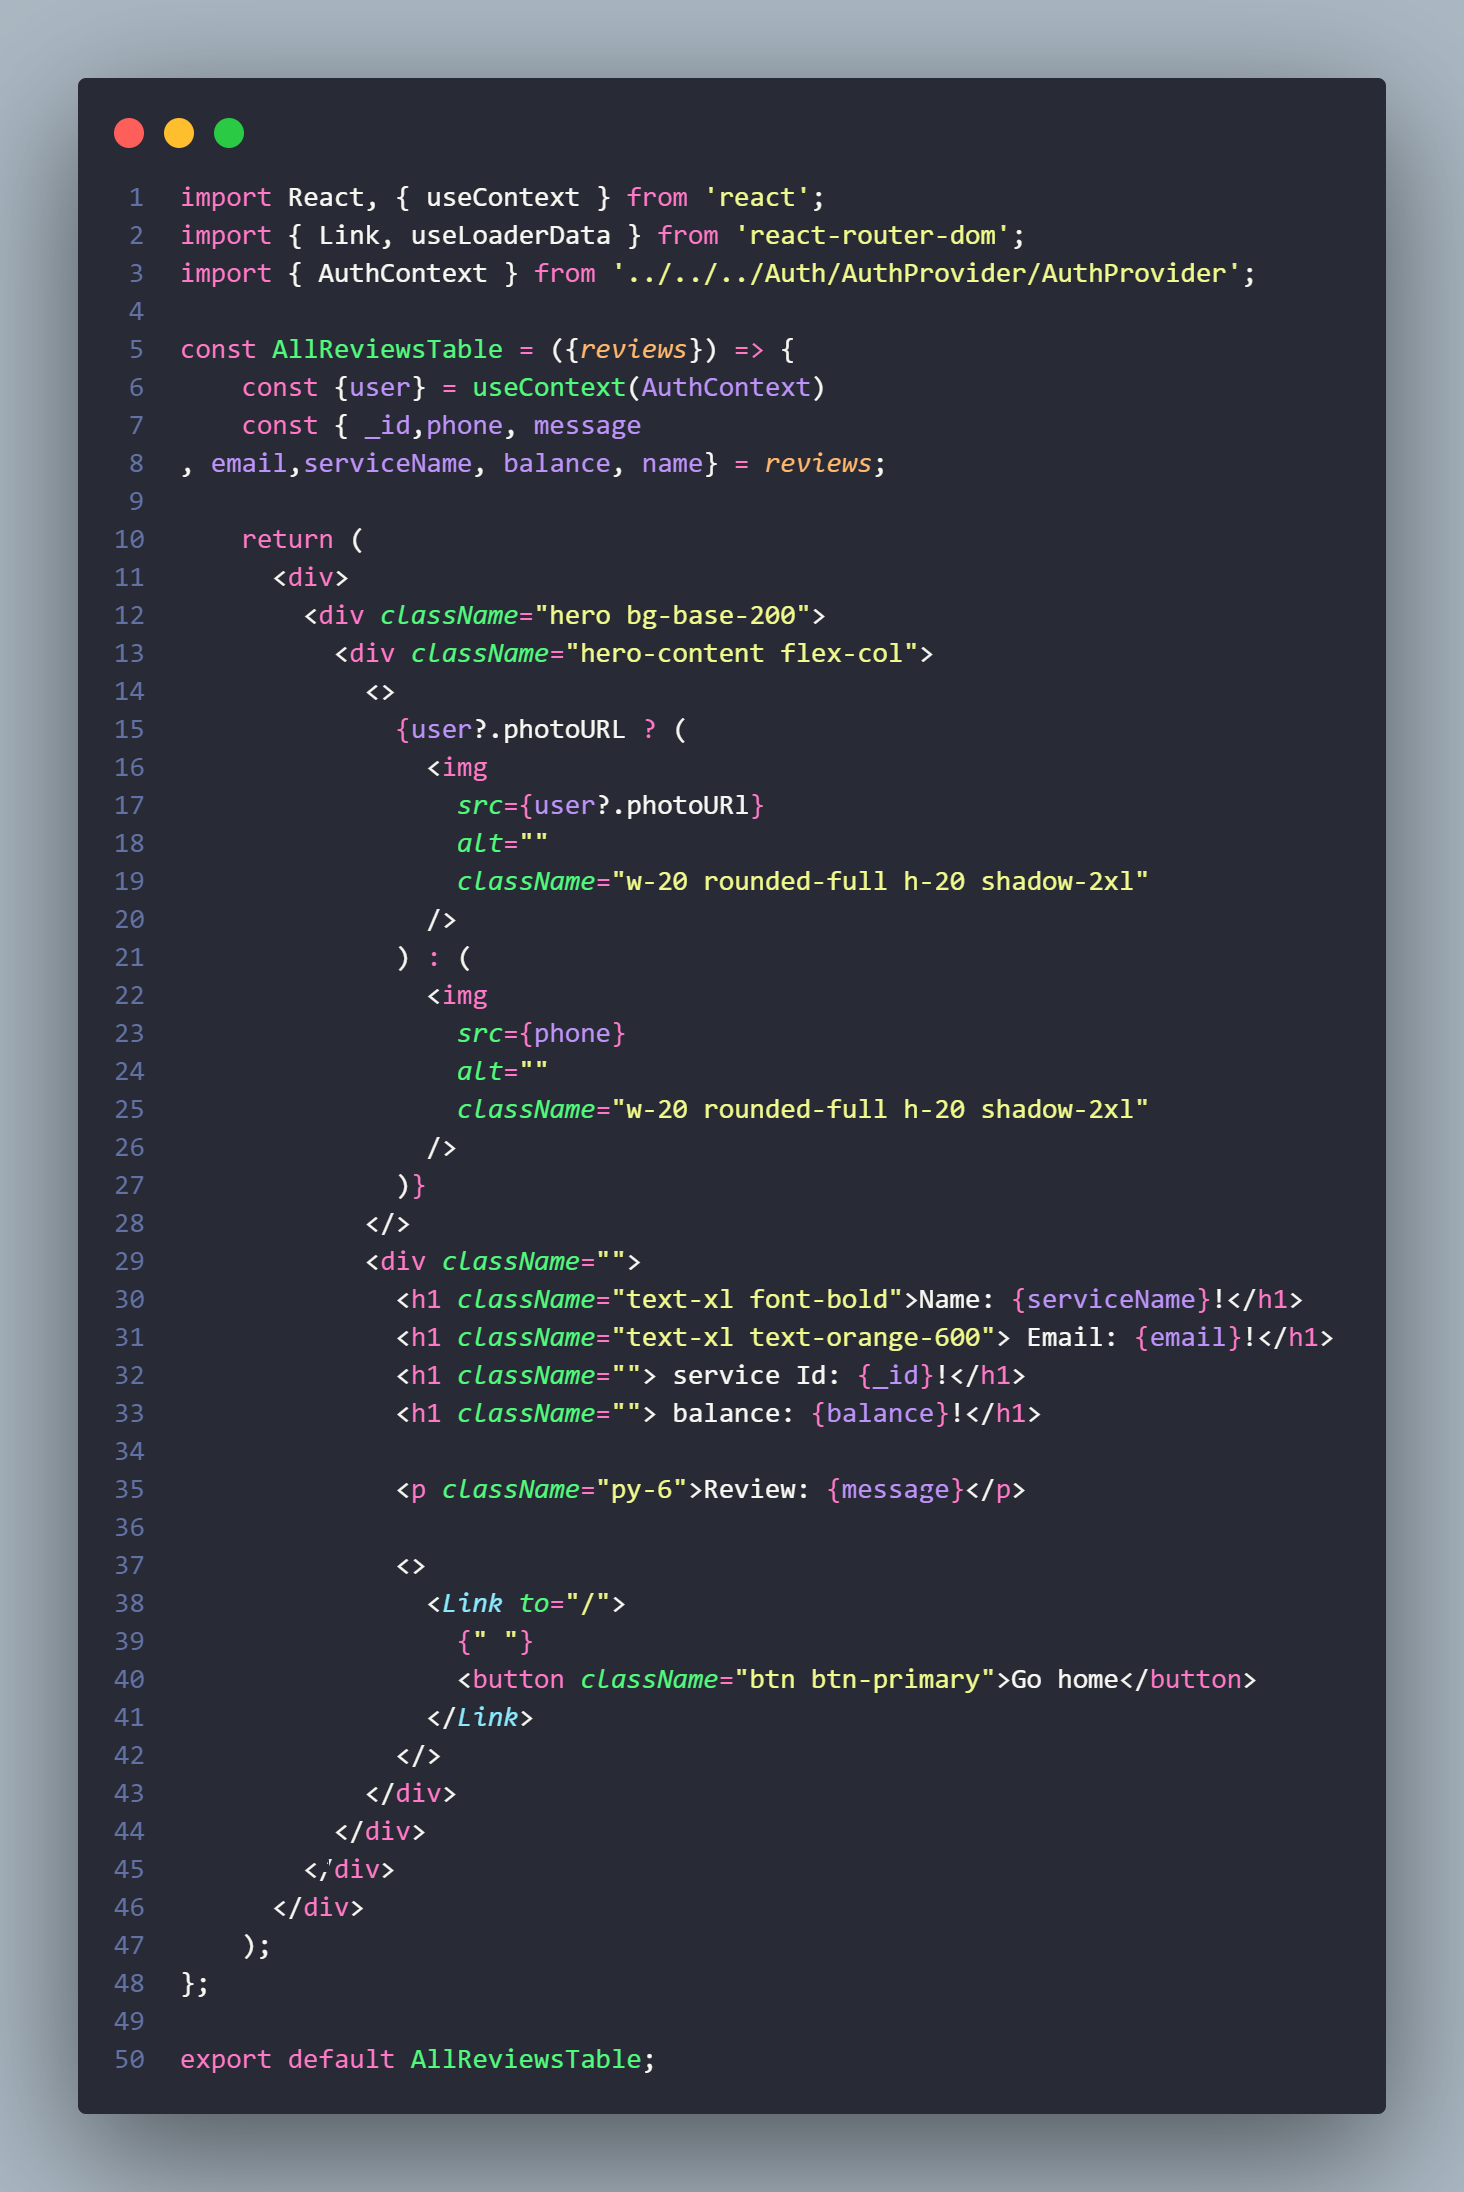 1 import React, { useContext } from 'react';
2 import { Link, useLoaderData } from 'react-router-dom';
3 import { AuthContext } from '../../../Auth/AuthProvider/AuthProvider';
4
5 const AllReviewsTable = ({reviews}) => {
6     const {user} = useContext(AuthContext)
7     const { _id,phone, message
8 , email,serviceName, balance, name} = reviews;
9
10     return (
11       <div>
12         <div className="hero bg-base-200">
13           <div className="hero-content flex-col">
14             <>
15               {user?.photoURL ? (
16                 <img
17                   src={user?.photoURl}
18                   alt=""
19                   className="w-20 rounded-full h-20 shadow-2xl"
20                 />
21               ) : (
22                 <img
23                   src={phone}
24                   alt=""
25                   className="w-20 rounded-full h-20 shadow-2xl"
26                 />
27               )}
28             </>
29             <div className="">
30               <h1 className="text-xl font-bold">Name: {serviceName}!</h1>
31               <h1 className="text-xl text-orange-600"> Email: {email}!</h1>
32               <h1 className=""> service Id: {_id}!</h1>
33               <h1 className=""> balance: {balance}!</h1>
34
35               <p className="py-6">Review: {message}</p>
36
37               <>
38                 <Link to="/">
39                   {" "}
40                   <button className="btn btn-primary">Go home</button>
41                 </Link>
42               </>
43             </div>
44           </div>
45         </div>
46       </div>
47     );
48 };
49
50 export default AllReviewsTable;